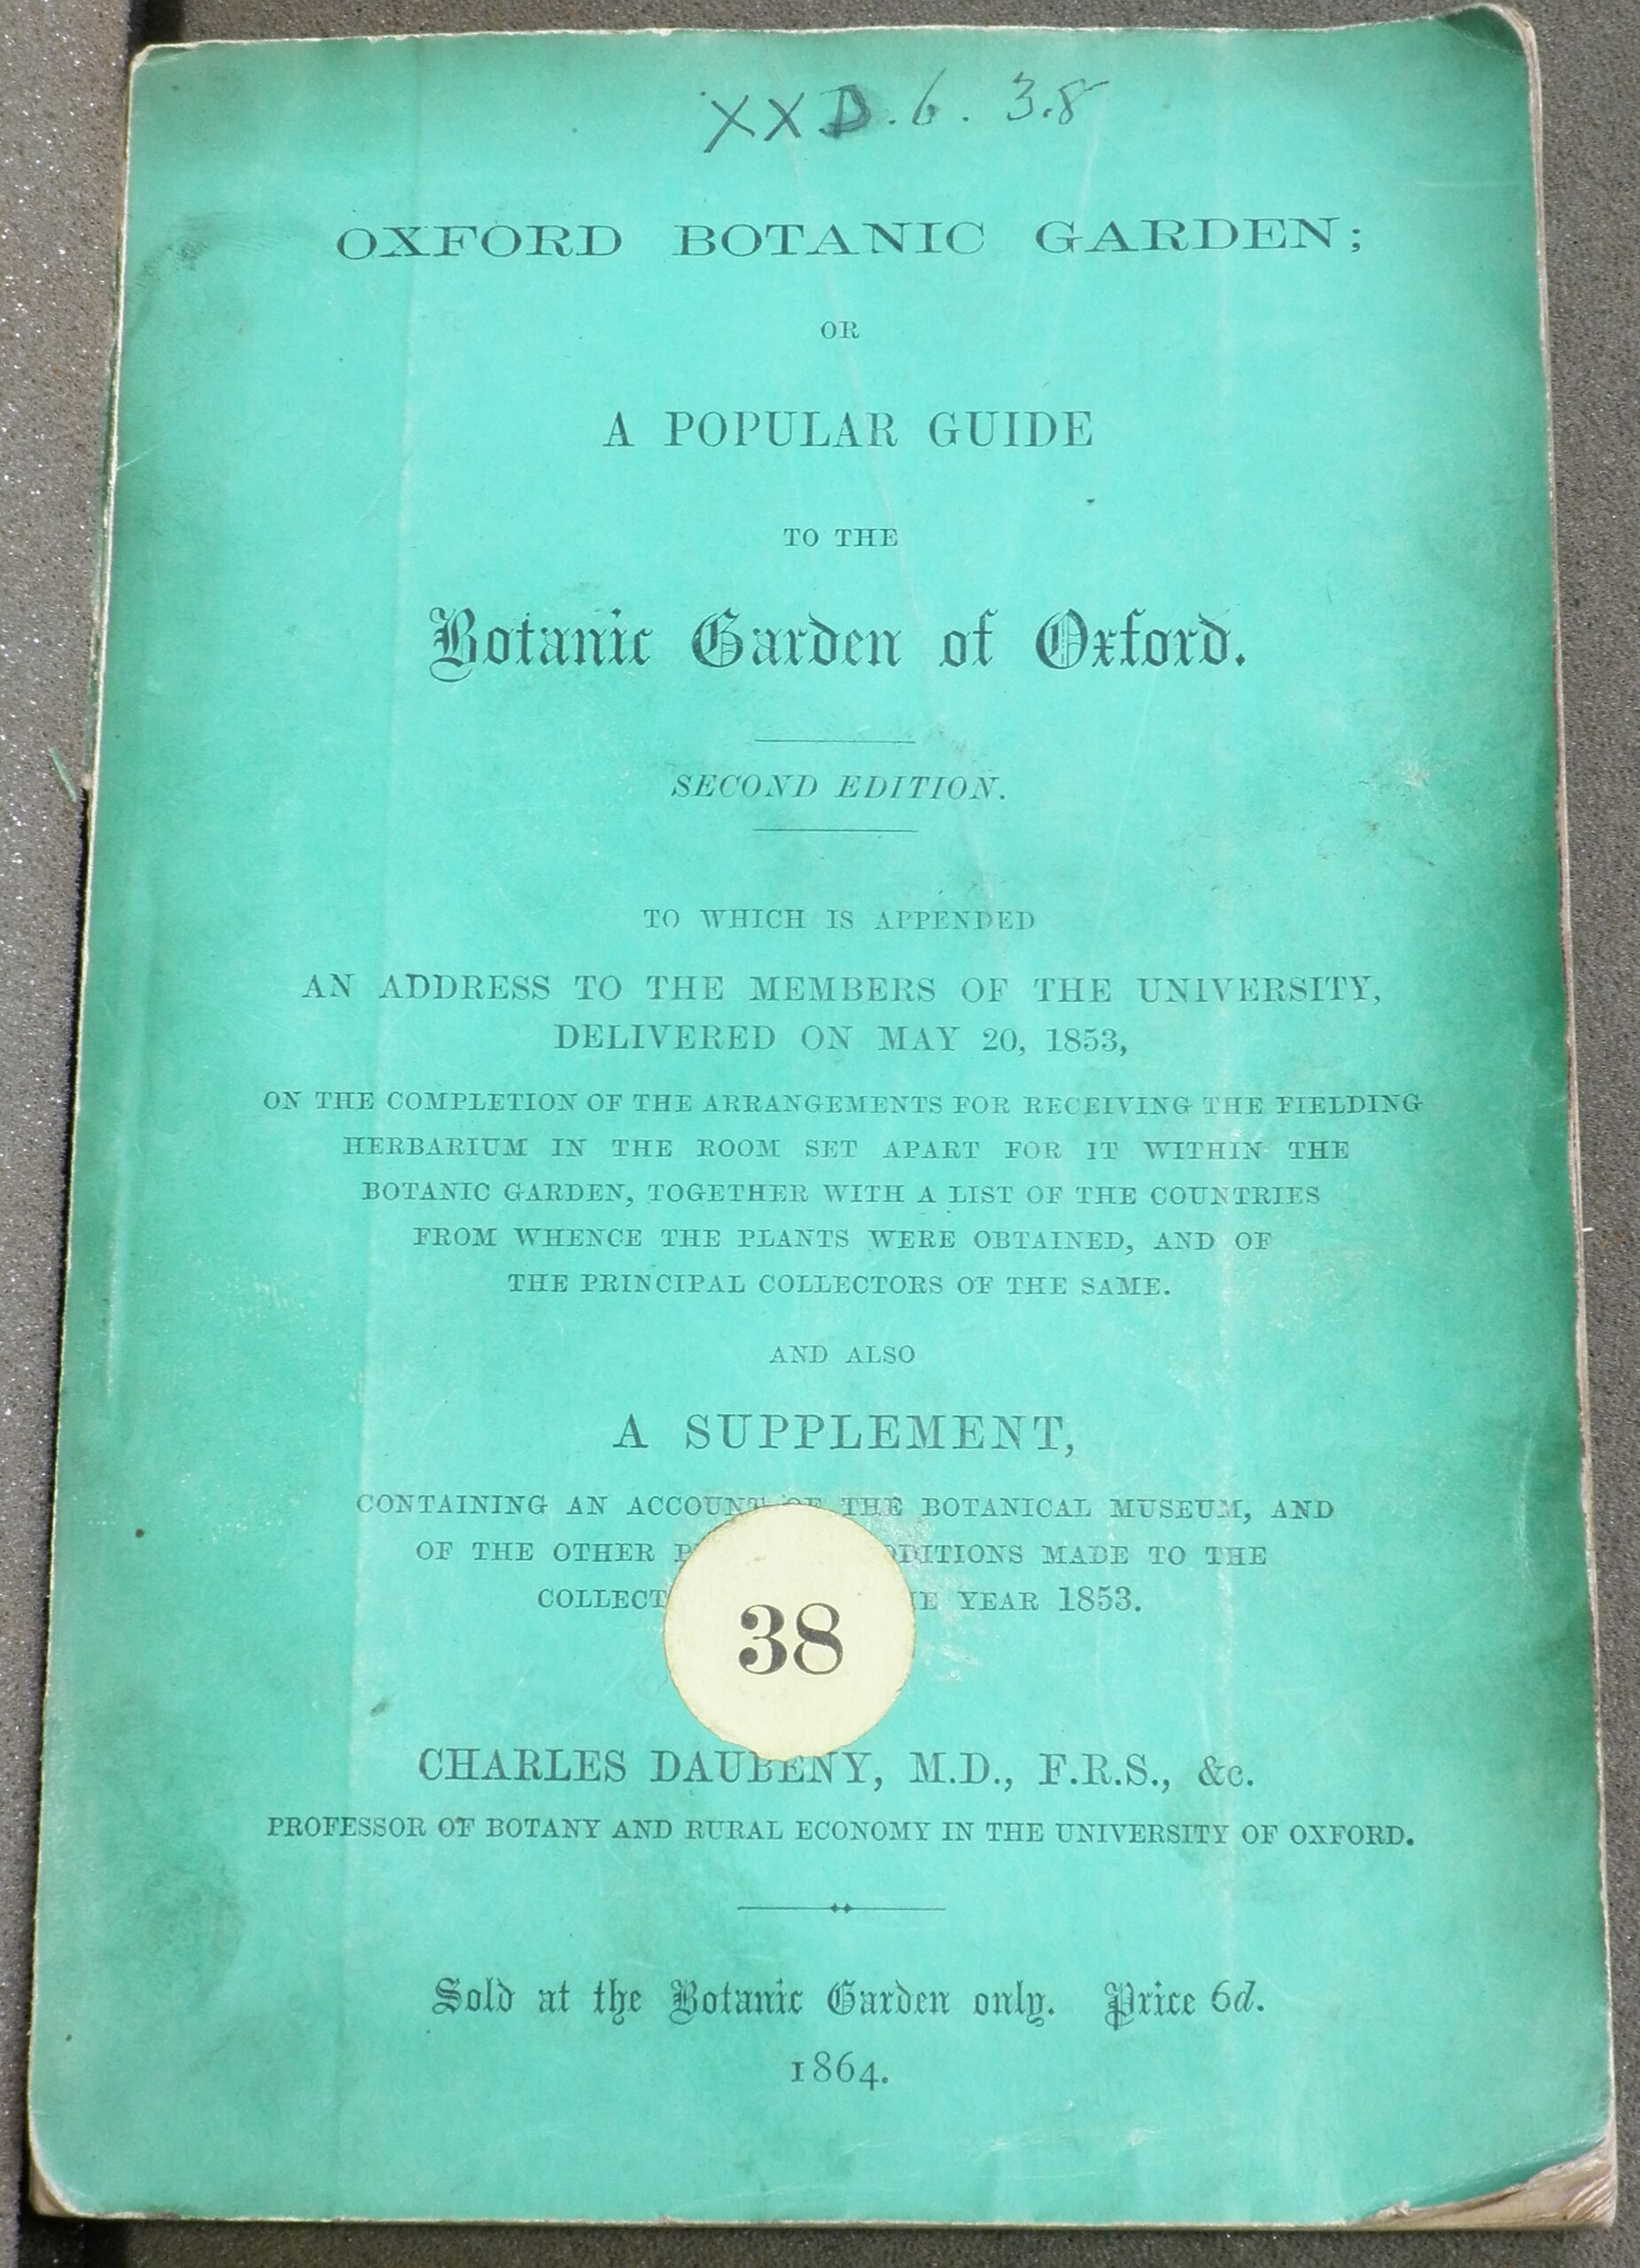 XXD.6.38
OXFORD BOTANIC GARDEN;
OR
A POPULAR GUIDE
TO THE
Botanic Garden of Oxford.
SECOND EDITION.
TO WHICH IS APPENDED
AN ADDRESS TO THE MEMBERS OF THE UNIVERSITY,
DELIVERED ON MAY 20, 1853,
ON THE COMPLETION OF THE ARRANGEMENTS FOR RECEIVING THE FIELDING
HERBARIUM IN THE ROOM SET APART FOR IT WITHIN THE
BOTANIC GARDEN, TOGETHER WITH A LIST OF THE COUNTRIES
FROM WHENCE THE PLANTS WERE OBTAINED, AND OF
THE PRINCIPAL COLLECTORS OF THE SAME.
AND ALSO
A SUPPLEMENT,
CONTAINING AN ACCOUNT OF THE BOTANICAL MUSEUM, AND
OF THE OTHER MADE TO THE
YEAR 1853.
38
CHARLES DAUBENY, M.D., F.R.S., &c.
PROFESSOR OF BOTANY AND RURAL ECONOMY IN THE UNIVERSITY OF OXFORD.
Sold at the Botanic Garden only. Price 6d.
1864.